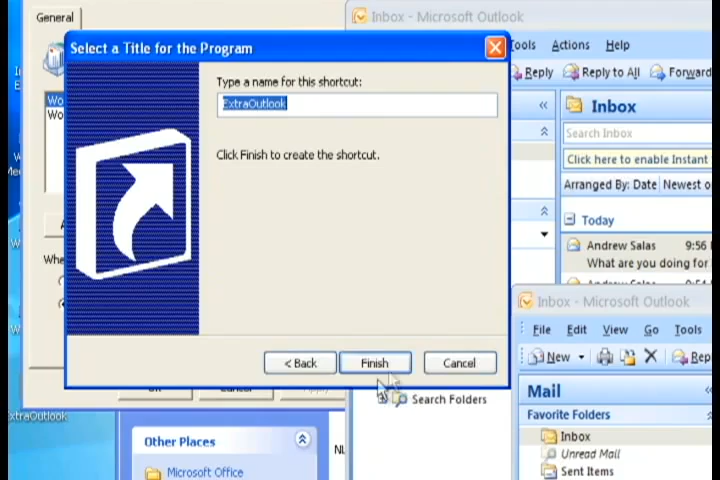 General
Inbox - Microsoft Outlook
Select a Title for the Program
Tools Actions Help
Type a name for this shortcut:
Reply Reply to All Forward
ExtraOutlook
Inbox
Search Inbox
Click Finish to create the shortcut.
Click here to enable Instant
Arranged By: Date Newest o
Today
Andrew Salas 9:56
What are you doing for
Whe
Inbox - Microsoft Outlook
File Edit View Go Tools
< Back Finish Cancel
New Rep
Mail
Search Folders
Favorite Folders
xtraOutlook
Inbox
Other Places
Unread Mail
Microsoft Office
Sent Items